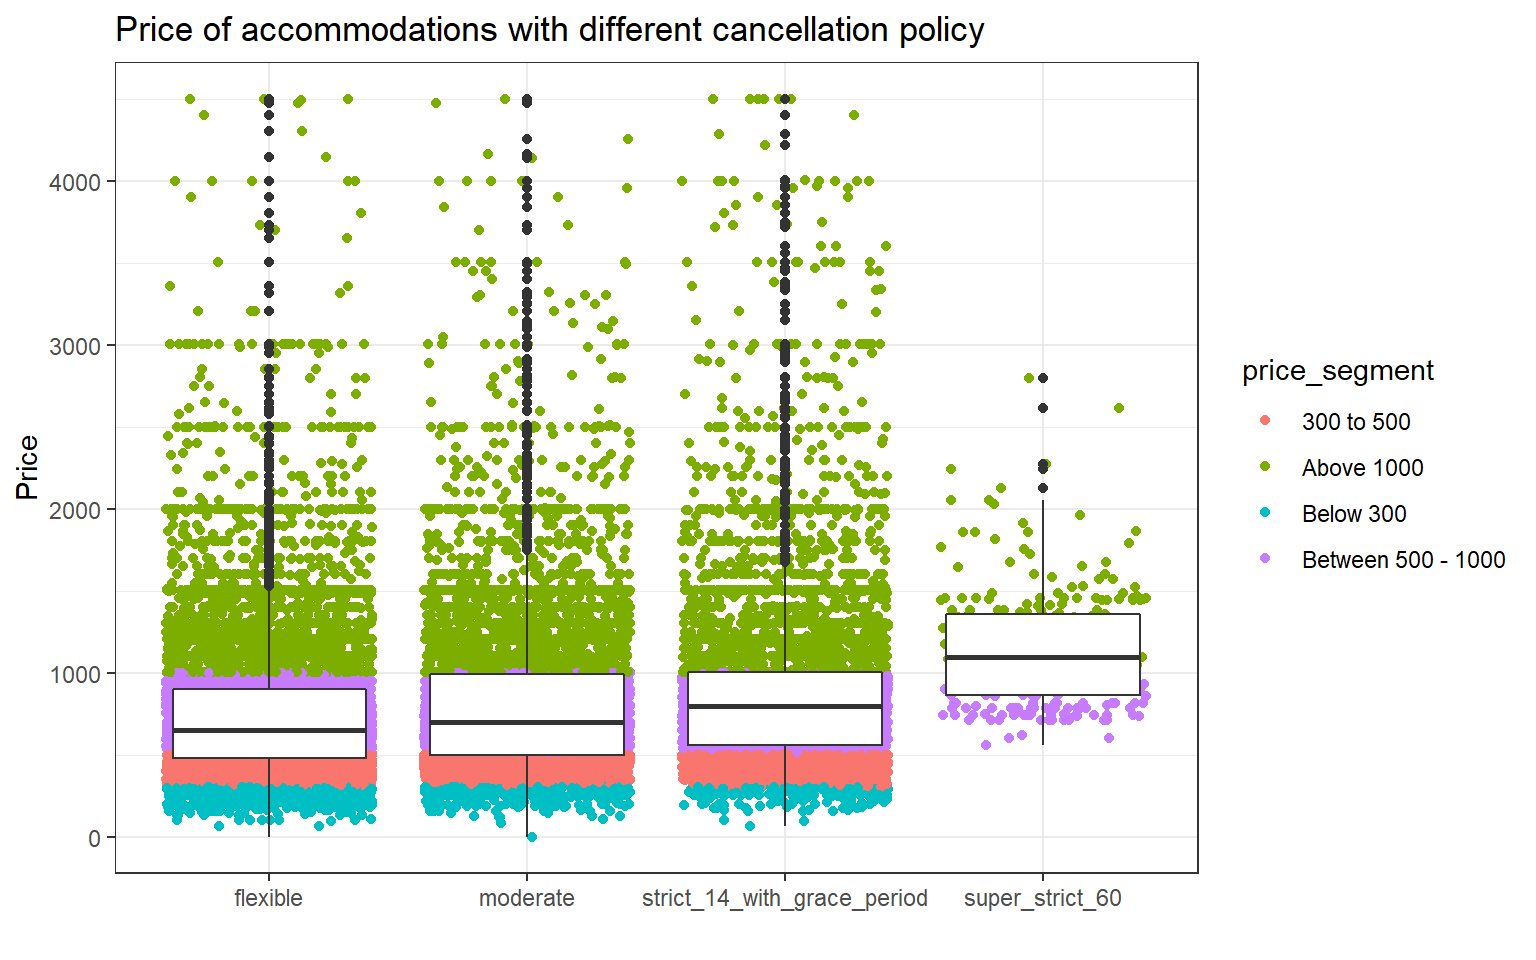 Price of accommodations with different cancellation policy
Price
4000
3000
2000
1000
0
flexible
moderate
strict_14_with_grace_period
super_strict_60
price_segment
300 to 500
Above 1000
Below 300
Between 500 - 1000